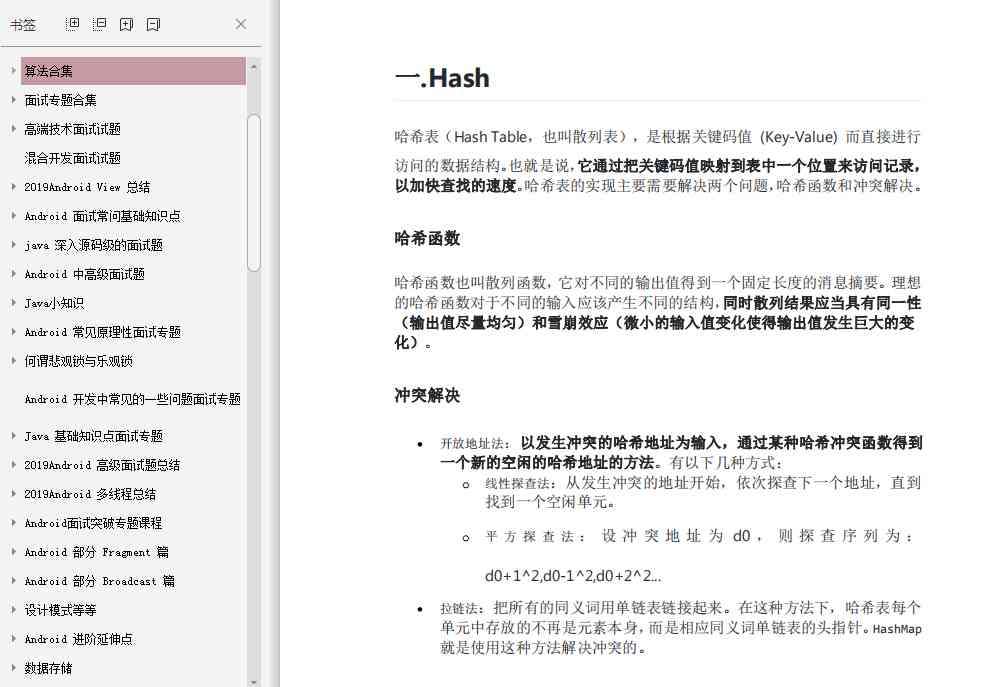 书签
算法合集
面试专题合集
高端技术面试试题
混合开发面试试题
2019Android View 总结
Android 面试常问基础知识点
java 深入源码级的面试题
Android 中高级面试题
Java小知识
Android 常见原理性面试专题
何谓悲观锁与乐观锁
Android 开发中常见的一些问题面试专题
Java 基础知识点面试专题
2019Android 高级面试题总结
2019Android 多线程总结
Android面试突破专题课程
Android 部分 Fragment 篇
Android 部分 Broadcast 篇
设计模式等等
Android 进阶延伸点
数据存储
一.Hash
哈希表（Hash Table，也叫散列表），是根据关键码值 (Key-Value) 而直接进行
访问的数据结构。也就是说，它通过把关键码值映射到表中一个位置来访问记录，
以加快查找的速度。哈希表的实现主要需要解决两个问题，哈希函数和冲突解决。
哈希函数
哈希函数也叫散列函数，它对不同的输出值得到一个固定长度的消息摘要。理想
的哈希函数对于不同的输入应该产生不同的结构，同时散列结果应当具有同一性
（输出值尽量均匀）和雪崩效应（微小的输入值变化使得输出值发生巨大的变
化）。
冲突解决
• 开放地址法：以发生冲突的哈希地址为输入，通过某种哈希冲突函数得到
一个新的空闲的哈希地址的方法。有以下几种方式：
o 线性探查法：从发生冲突的地址开始，依次探查下一个地址，直到
找到一个空闲单元。
o 平方探查法：设冲突地址为 d0，则探查序列为：
d0+1^2,d0-1^2,d0+2^2...
• 拉链法：把所有的同义词用单链表链接起来。在这种方法下，哈希表每个
单元中存放的不再是元素本身，而是相应同义词单链表的头指针。HashMap
就是使用这种方法解决冲突的。